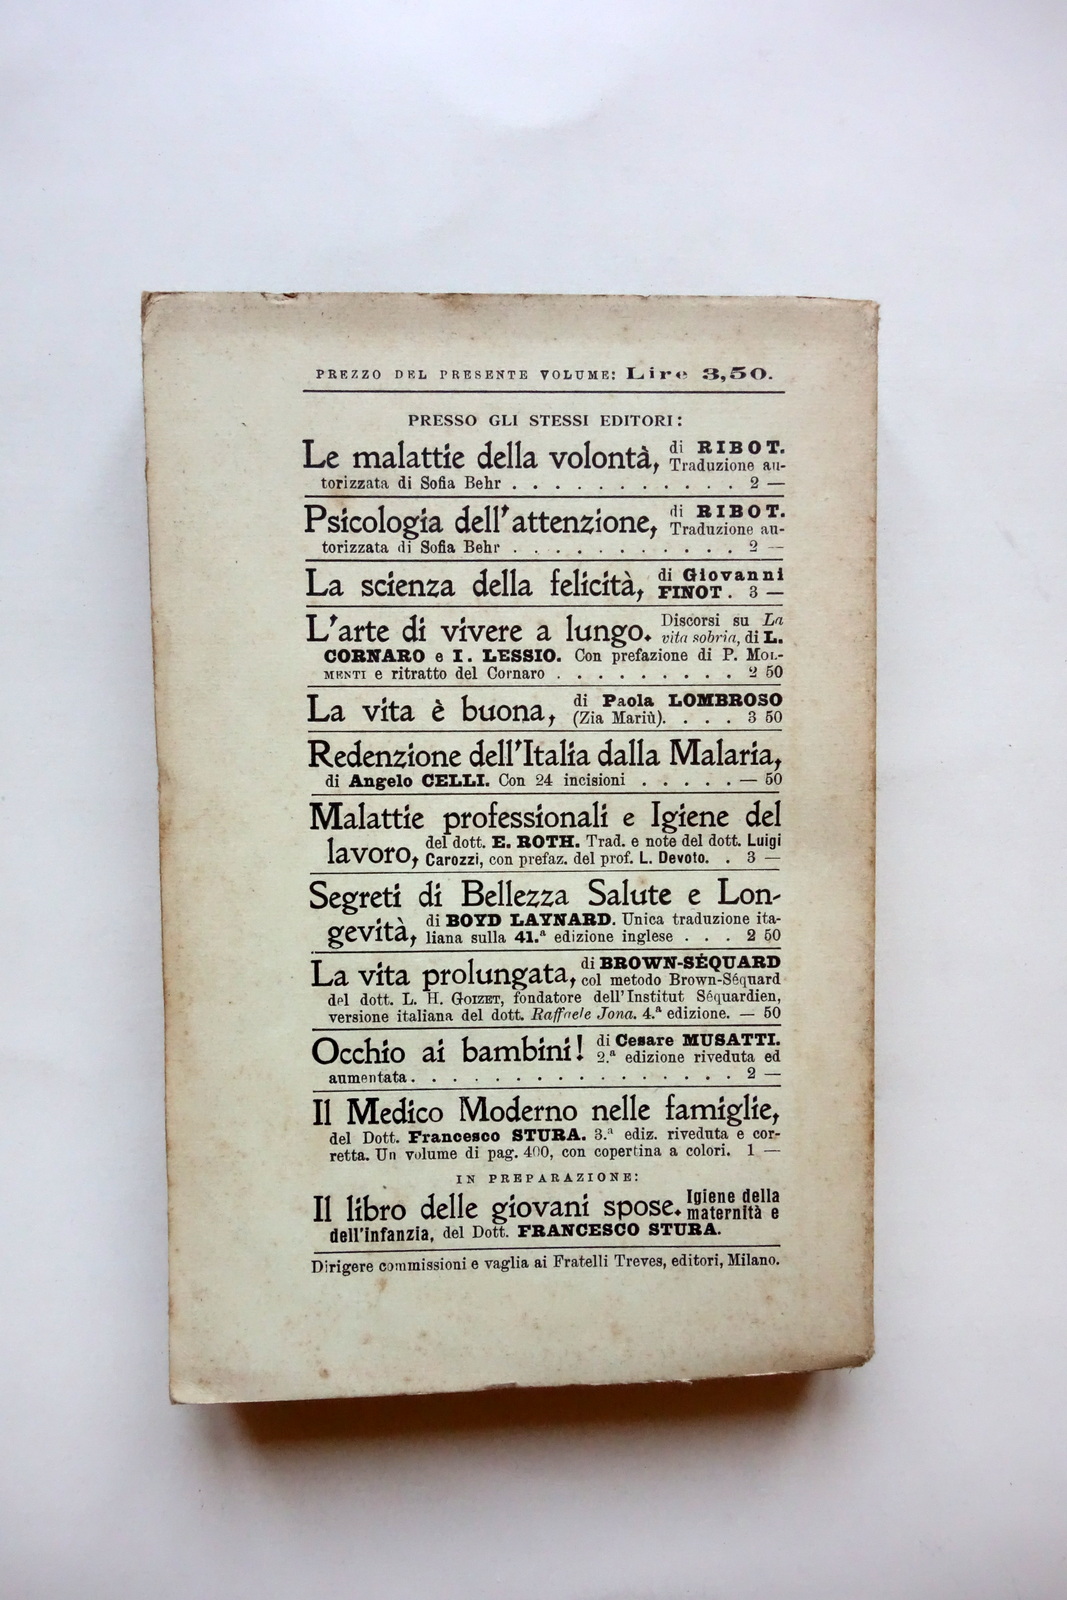 PREZZO DEL PRESENTE VOLUME: Lire 3,50.
PRESSO GLI STESSI EDITORI:
Le malattie della volontà, di RIBOT. Traduzione au-
torizzata di Sofia Behr . . . . . . . . . . . 2 —
Psicologia dell'attenzione, di RIBOT. Traduzione au-
torizzata di Sofia Behr . . . . . . . . . . . 2 —
La scienza della felicità, di Giovanni FINOT . 3 —
L'arte di vivere a lungo. Discorsi su La vita sobria, di L.
CORNARO e I. LESSIO. Con prefazione di P. MOL-
MENTI e ritratto del Cornaro . . . . . . . . . 2 50
La vita è buona, di Paola LOMBROSO (Zia Mariù). . . . 3 50
Redenzione dell'Italia dalla Malaria,
di Angelo CELLI. Con 24 incisioni . . . . . — 50
Malattie professionali e Igiene del
lavoro, del dott. E. ROTH. Trad. e note del dott. Luigi Carozzi, con prefaz. del prof. L. Devoto. . 3 —
Segreti di Bellezza Salute e Lon-
gevità, di BOYD LAYNARD. Unica traduzione ita-liana sulla 41.ª edizione inglese . . . 2 50
La vita prolungata, di BROWN-SÉQUARD col metodo Brown-Séquard
del dott. L. H. GOIZET, fondatore dell'Institut Séquardien,
versione italiana del dott. Raffaele Jona. 4.ª edizione. — 50
Occhio ai bambini! di Cesare MUSATTI. 2.ª edizione riveduta ed
aumentata. . . . . . . . . . . . . . . . . 2 —
Il Medico Moderno nelle famiglie,
del Dott. Francesco STURA. 3.ª ediz. riveduta e cor-
retta. Un volume di pag. 400, con copertina a colori. 1 —
IN PREPARAZIONE:
Il libro delle giovani spose. Igiene della maternità e
dell'infanzia, del Dott. FRANCESCO STURA.
Dirigere commissioni e vaglia ai Fratelli Treves, editori, Milano.